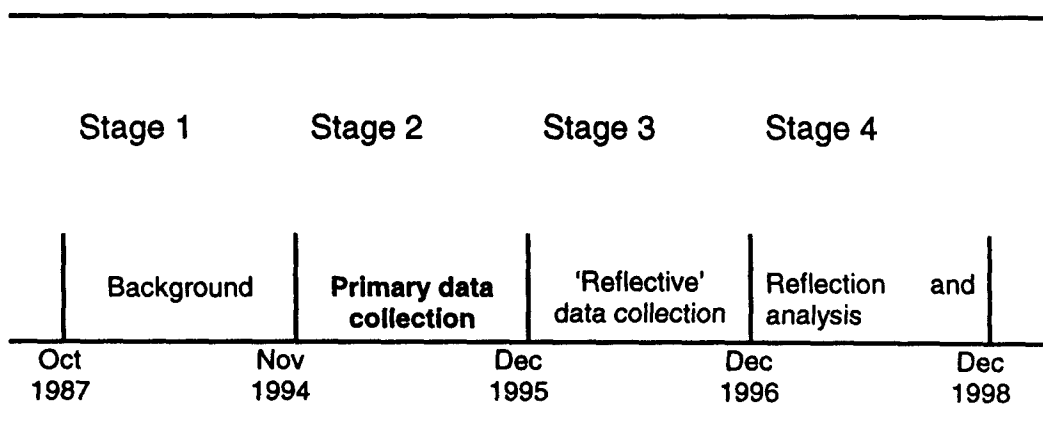 Stage 1 Stage 2 Stage 3 Stage 4
Background Primary data collection 'Reflective' data collection Reflection and analysis
Oct 1987 Nov 1994 Dec 1995 Dec 1996 Dec 1998